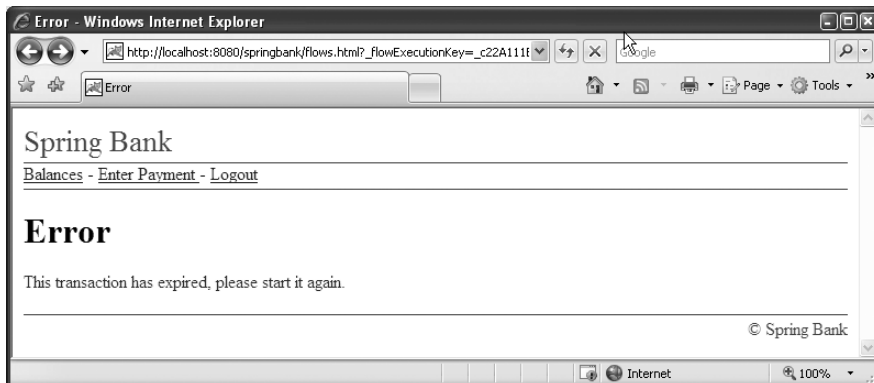 Error - Windows Internet Explorer
http://localhost:8080/springbank/flows.html?_flowExecutionKey=_c22A111E
Google
Error
Page
Tools
»
Spring Bank
Balances - Enter Payment - Logout
Error
This transaction has expired, please start it again.
© Spring Bank
Internet
100%